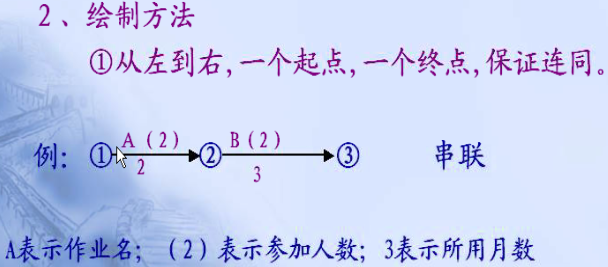 2、绘制方法
①从左到右,一个起点,一个终点,保证连同。
例: ① A(2) 2 ② B(2) 3 ③ 串联
A表示作业名;(2)表示参加人数;3表示所用月数